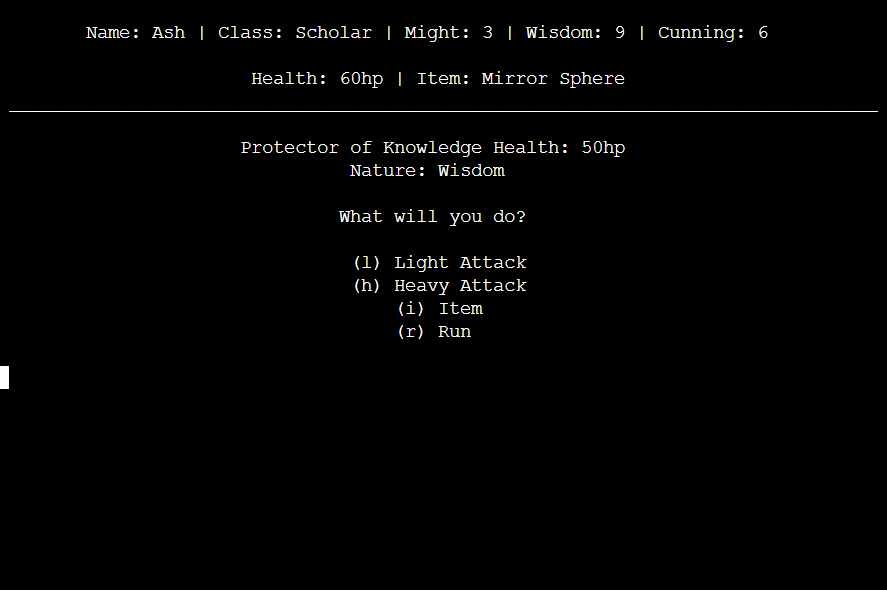 Name: Ash | Class: Scholar | Might: 3 | Wisdom: 9 | Cunning: 6
Health: 60hp | Item: Mirror Sphere
Protector of Knowledge Health: 50hp
Nature: Wisdom
What will you do?
(l) Light Attack
(h) Heavy Attack
(i) Item
(r) Run